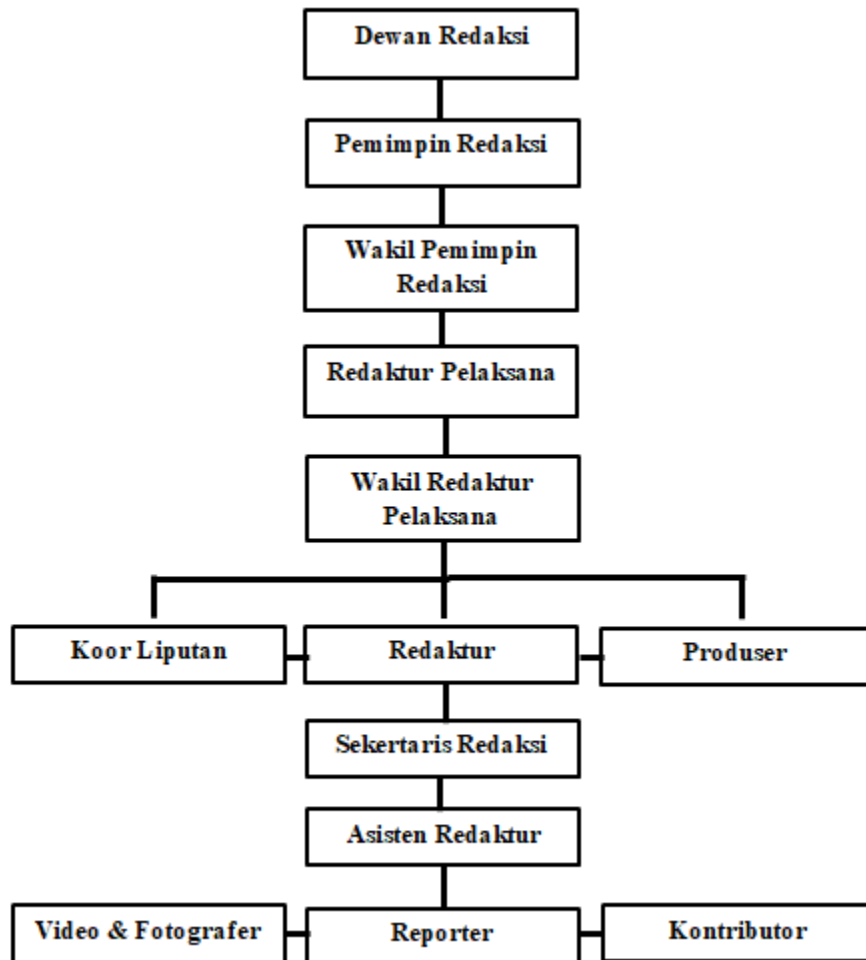 Dewan Redaksi
Pemimpin Redaksi
Wakil Pemimpin
Redaksi
Redaktur Pelaksana
Wakil Redaktur
Pelaksana
Koor Liputan
Redaktur
Produser
Sekertaris Redaksi
Asisten Redaktur
Video & Fotografer
Reporter
Kontributor